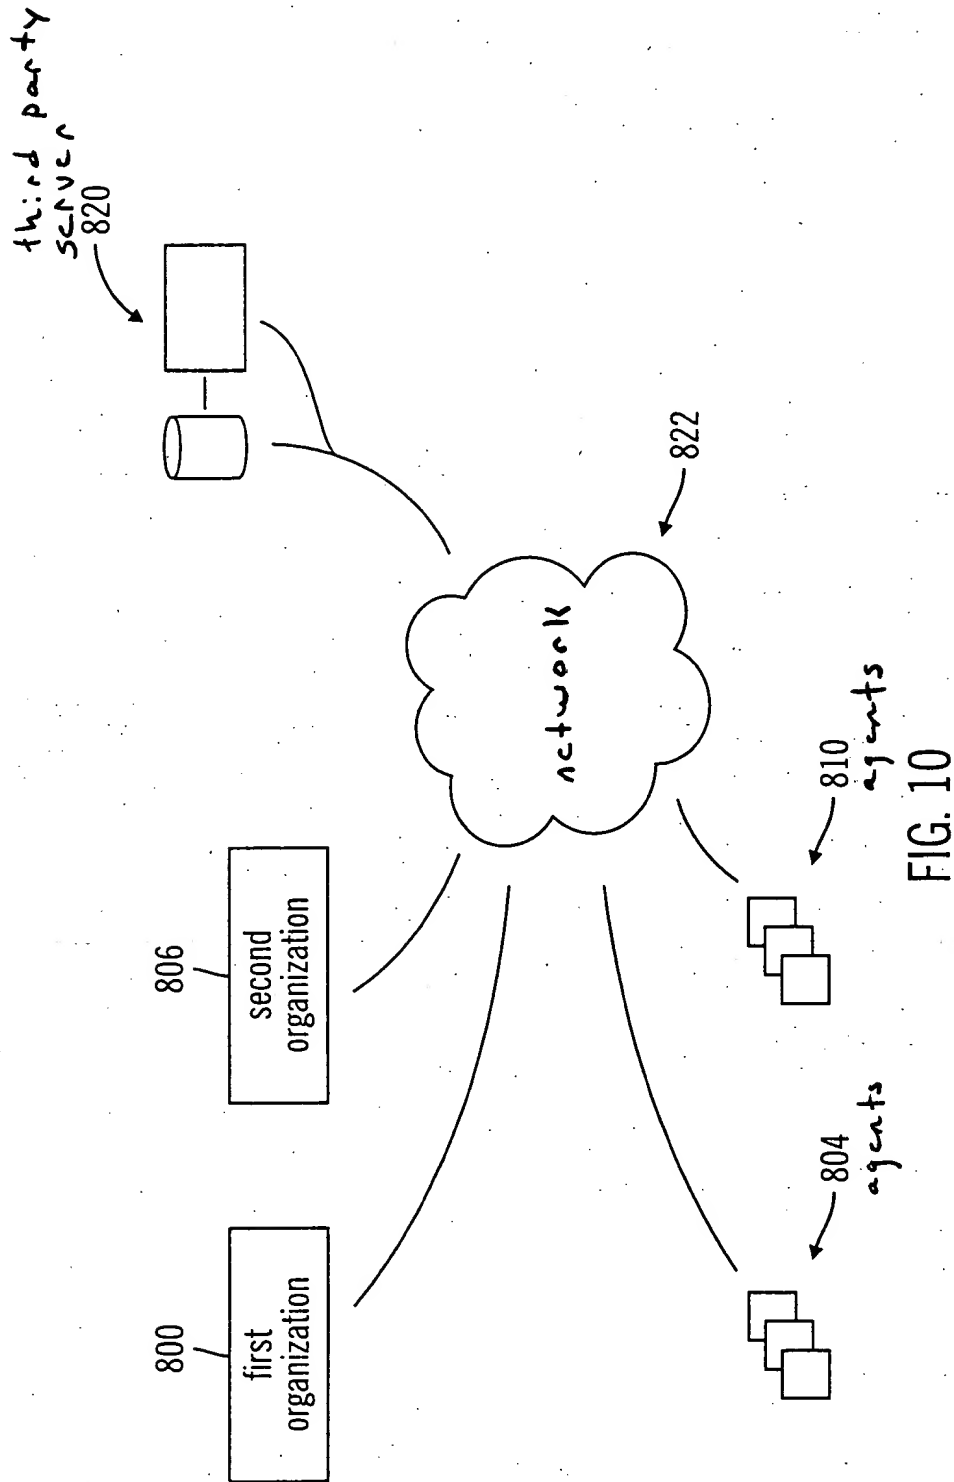 third party
server
820
806
second
organization
800
first
organization
network
822
804
agents
810
agents
FIG. 10